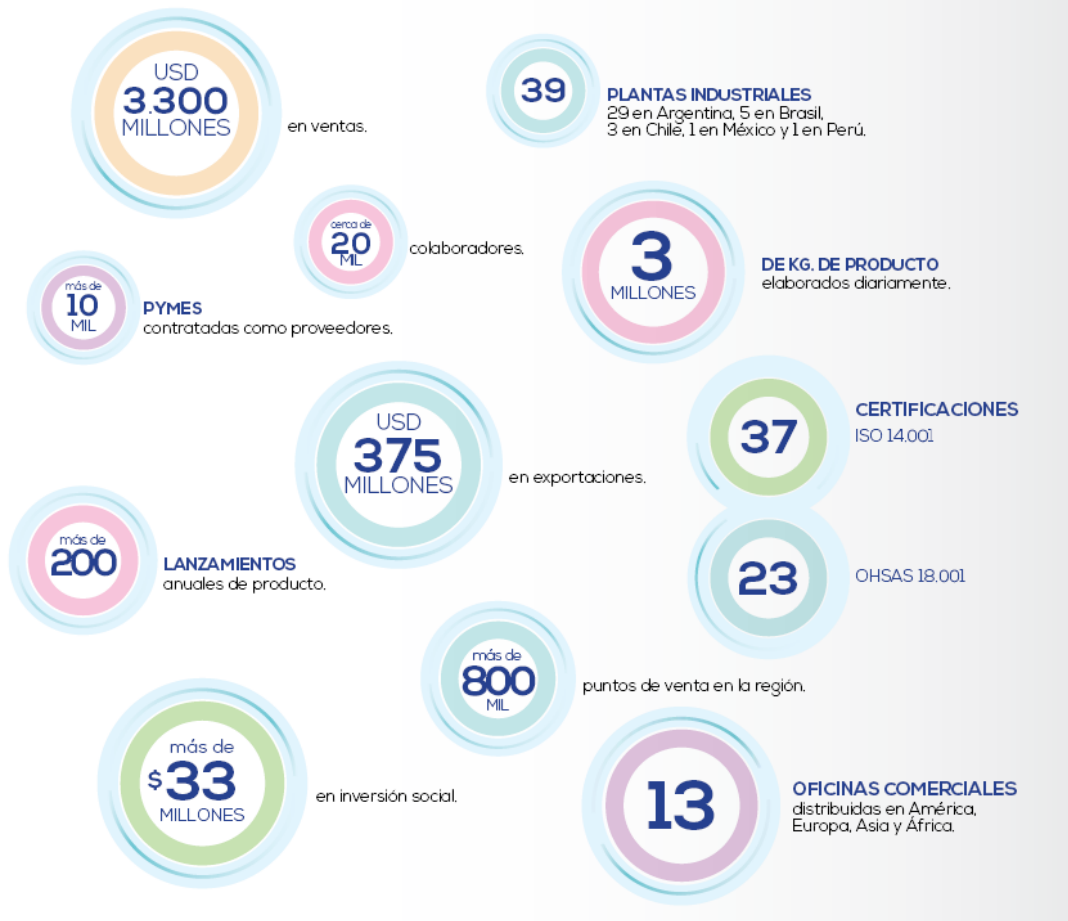 USD
3.300
MILLONES
en ventas.
39
PLANTAS INDUSTRIALES
29 en Argentina, 5 en Brasil,
3 en Chile, 1 en México y 1 en Perú.
cerca de
20
MIL
colaboradores.
3
MILLONES
DE KG. DE PRODUCTO
elaborados diariamente.
más de
10
MIL
PYMES
contratadas como proveedores.
USD
375
MILLONES
en exportaciones.
37
CERTIFICACIONES
ISO 14.001
23
OHSAS 18.001
más de
200
LANZAMIENTOS
anuales de producto.
más de
800
MIL
puntos de venta en la región.
más de
$33
MILLONES
en inversión social.
13
OFICINAS COMERCIALES
distribuidas en América,
Europa, Asia y África.